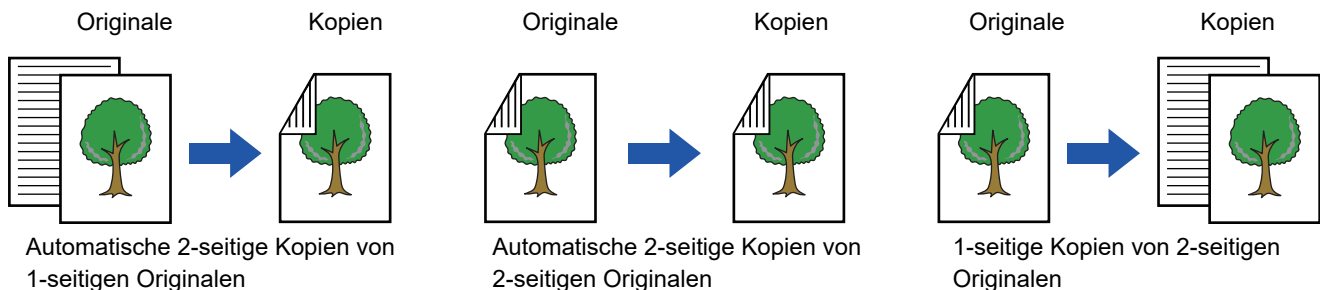 Originale Kopien
Automatische 2-seitige Kopien von
1-seitigen Originalen
Originale Kopien
Automatische 2-seitige Kopien von
2-seitigen Originalen
Originale Kopien
1-seitige Kopien von 2-seitigen
Originalen